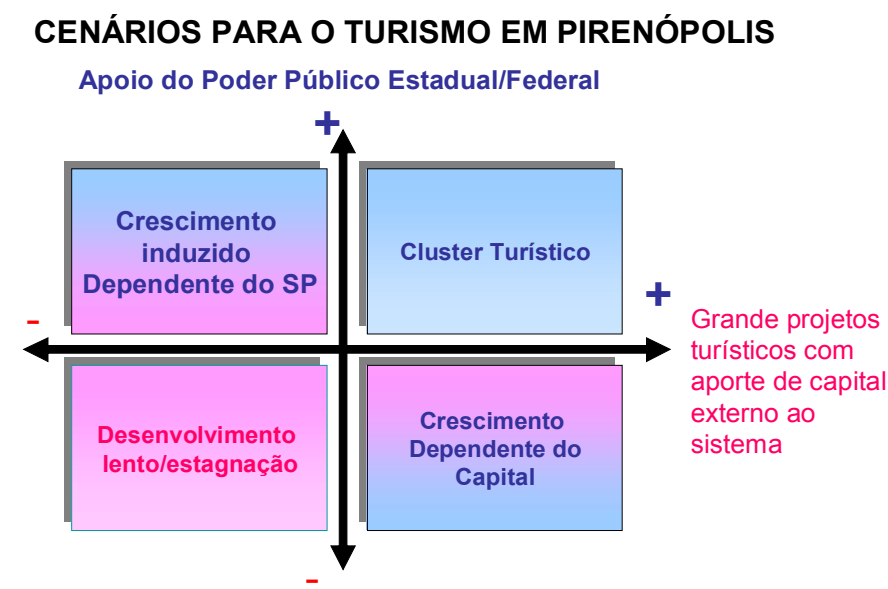 CENÁRIOS PARA O TURISMO EM PIRENÓPOLIS
Apoio do Poder Público Estadual/Federal
+
Crescimento
induzido
Dependente do SP
Cluster Turístico
-
+
Grande projetos
turísticos com
aporte de capital
externo ao
sistema
Desenvolvimento
lento/estagnação
Crescimento
Dependente do
Capital
-